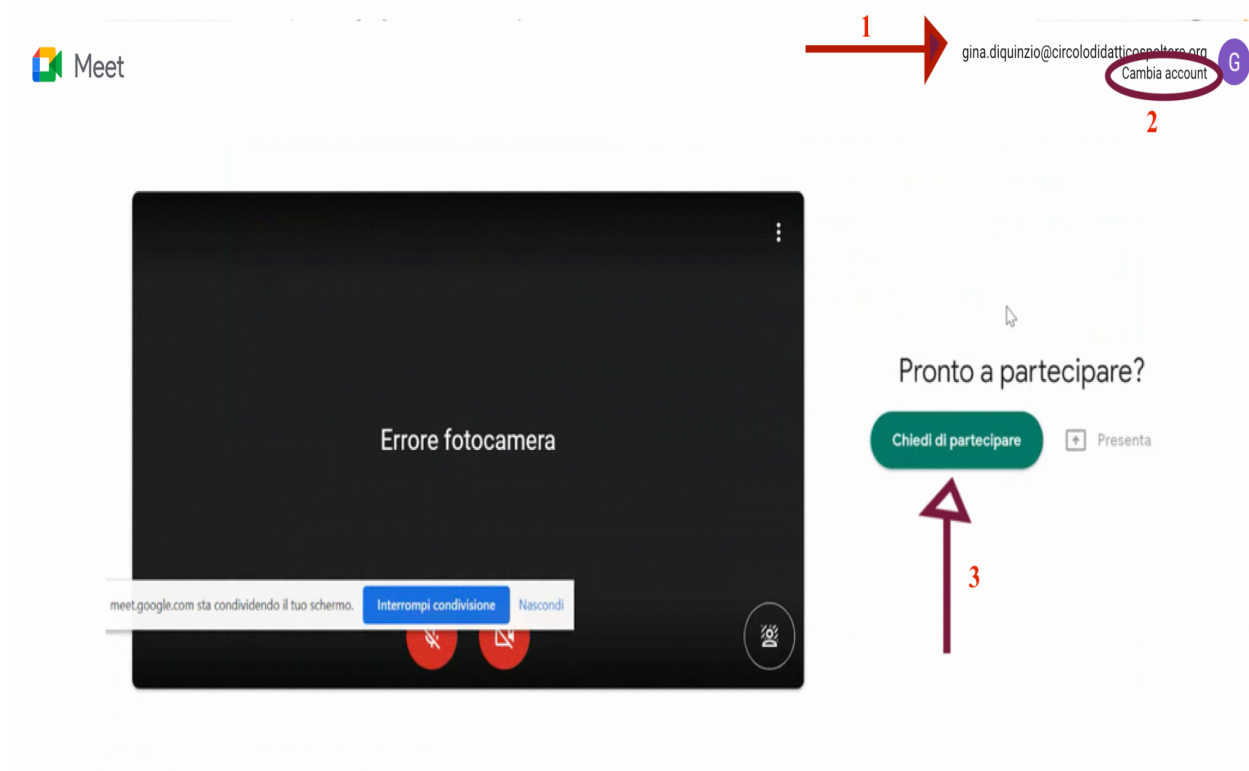 1
Meet
gina.diquinzio@circolodidatticospoltore.org
Cambia account
G
2
Pronto a partecipare?
Errore fotocamera
Chiedi di partecipare
Presenta
3
meet.google.com sta condividendo il tuo schermo.
Interrompi condivisione
Nascondi